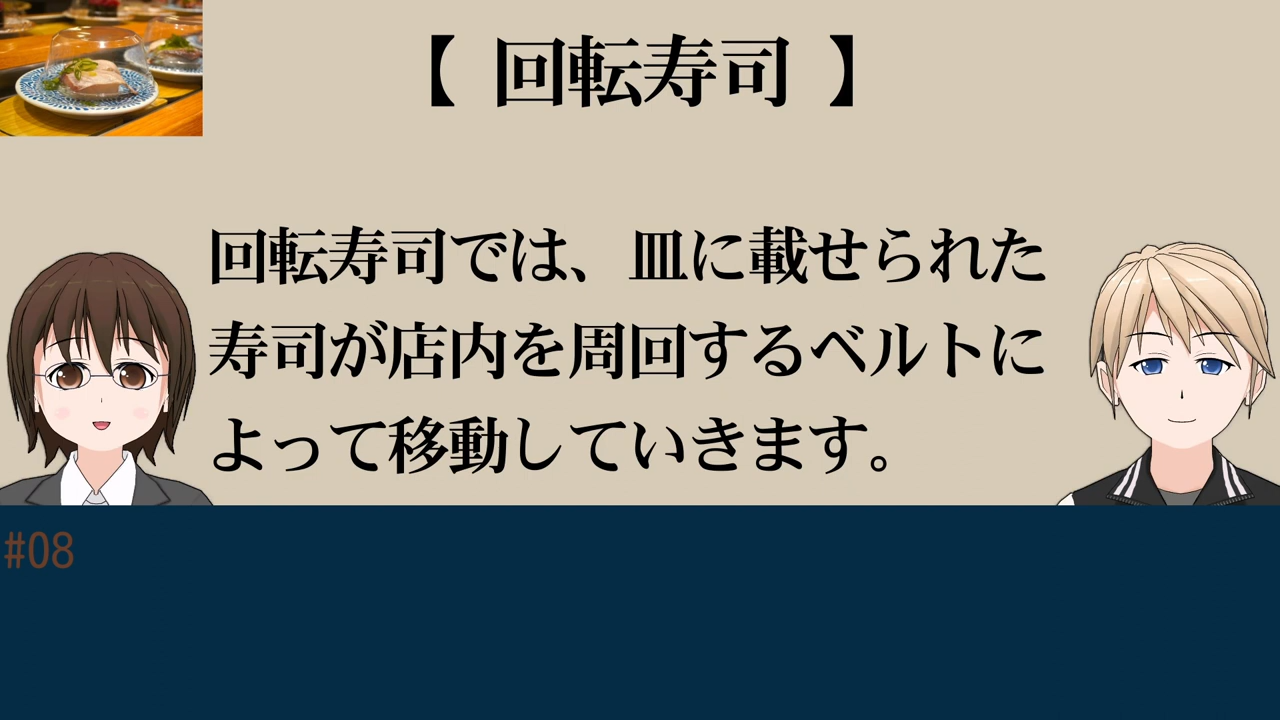 【 回転寿司 】
回転寿司では、皿に載せられた
寿司が店内を周回するベルトに
よって移動していきます。
#08